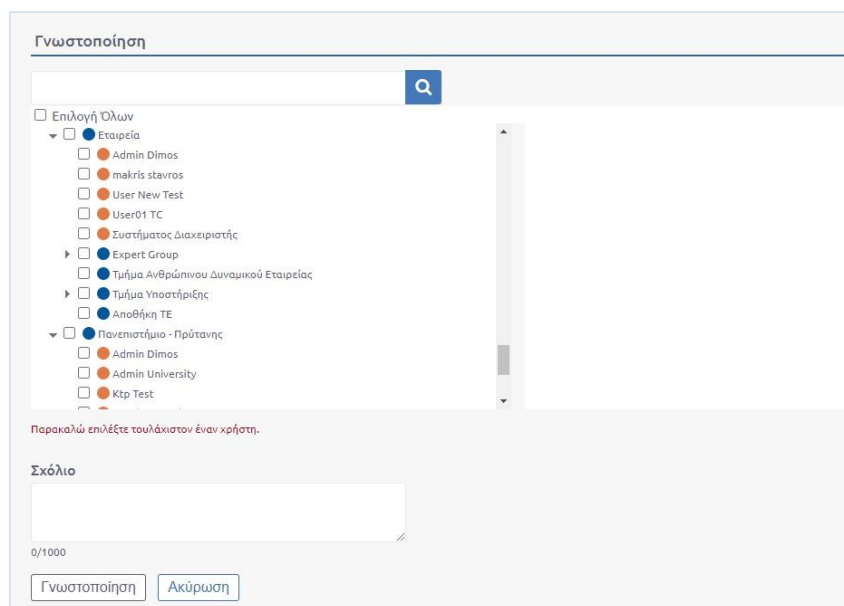 Γνωστοποίηση
Επιλογή Όλων
Εταιρεία
Admin Dimos
makris stavros
User New Test
User01 TC
Συστήματος Διαχειριστής
Expert Group
Τμήμα Ανθρώπινου Δυναμικού Εταιρείας
Τμήμα Υποστήριξης
Αποθήκη ΤΕ
Πανεπιστήμιο - Πρύτανης
Admin Dimos
Admin University
Ktp Test
Παρακαλώ επιλέξτε τουλάχιστον έναν χρήστη.
Σχόλιο
0/1000
Γνωστοποίηση Ακύρωση